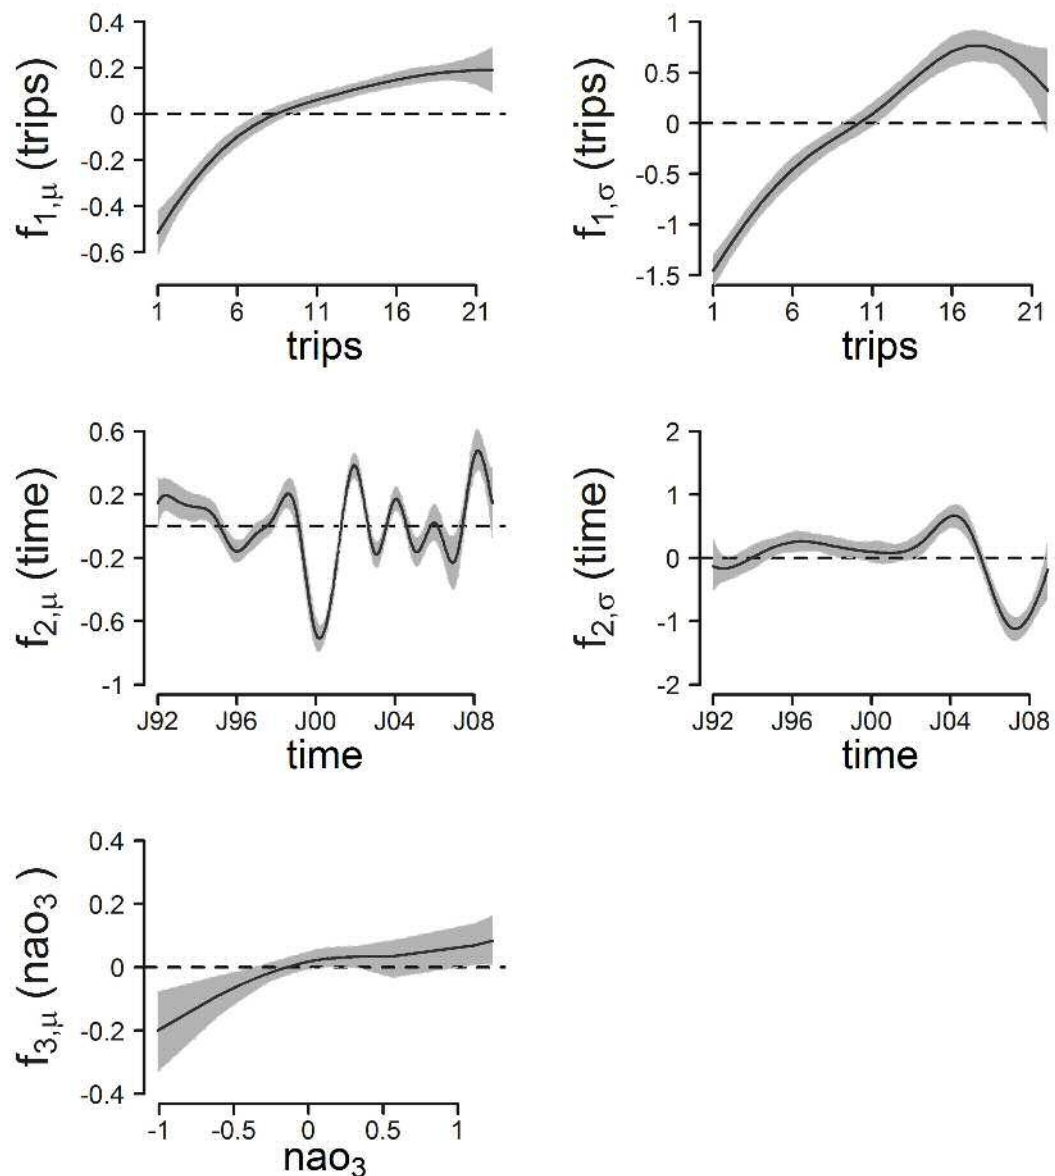 0.4
0.2
0
-0.2
-0.4
-0.6
f1,μ (trips)
1 6 11 16 21
trips
1
0.5
0
-0.5
-1
-1.5
f1,σ (trips)
1 6 11 16 21
trips
0.6
0.2
-0.2
-0.6
-1
f2,μ (time)
J92 J96 J00 J04 J08
time
2
1
0
-1
-2
f2,σ (time)
J92 J96 J00 J04 J08
time
0.4
0.2
0
-0.2
-0.4
f3,μ (nao3 )
-1 -0.5 0 0.5 1
nao3